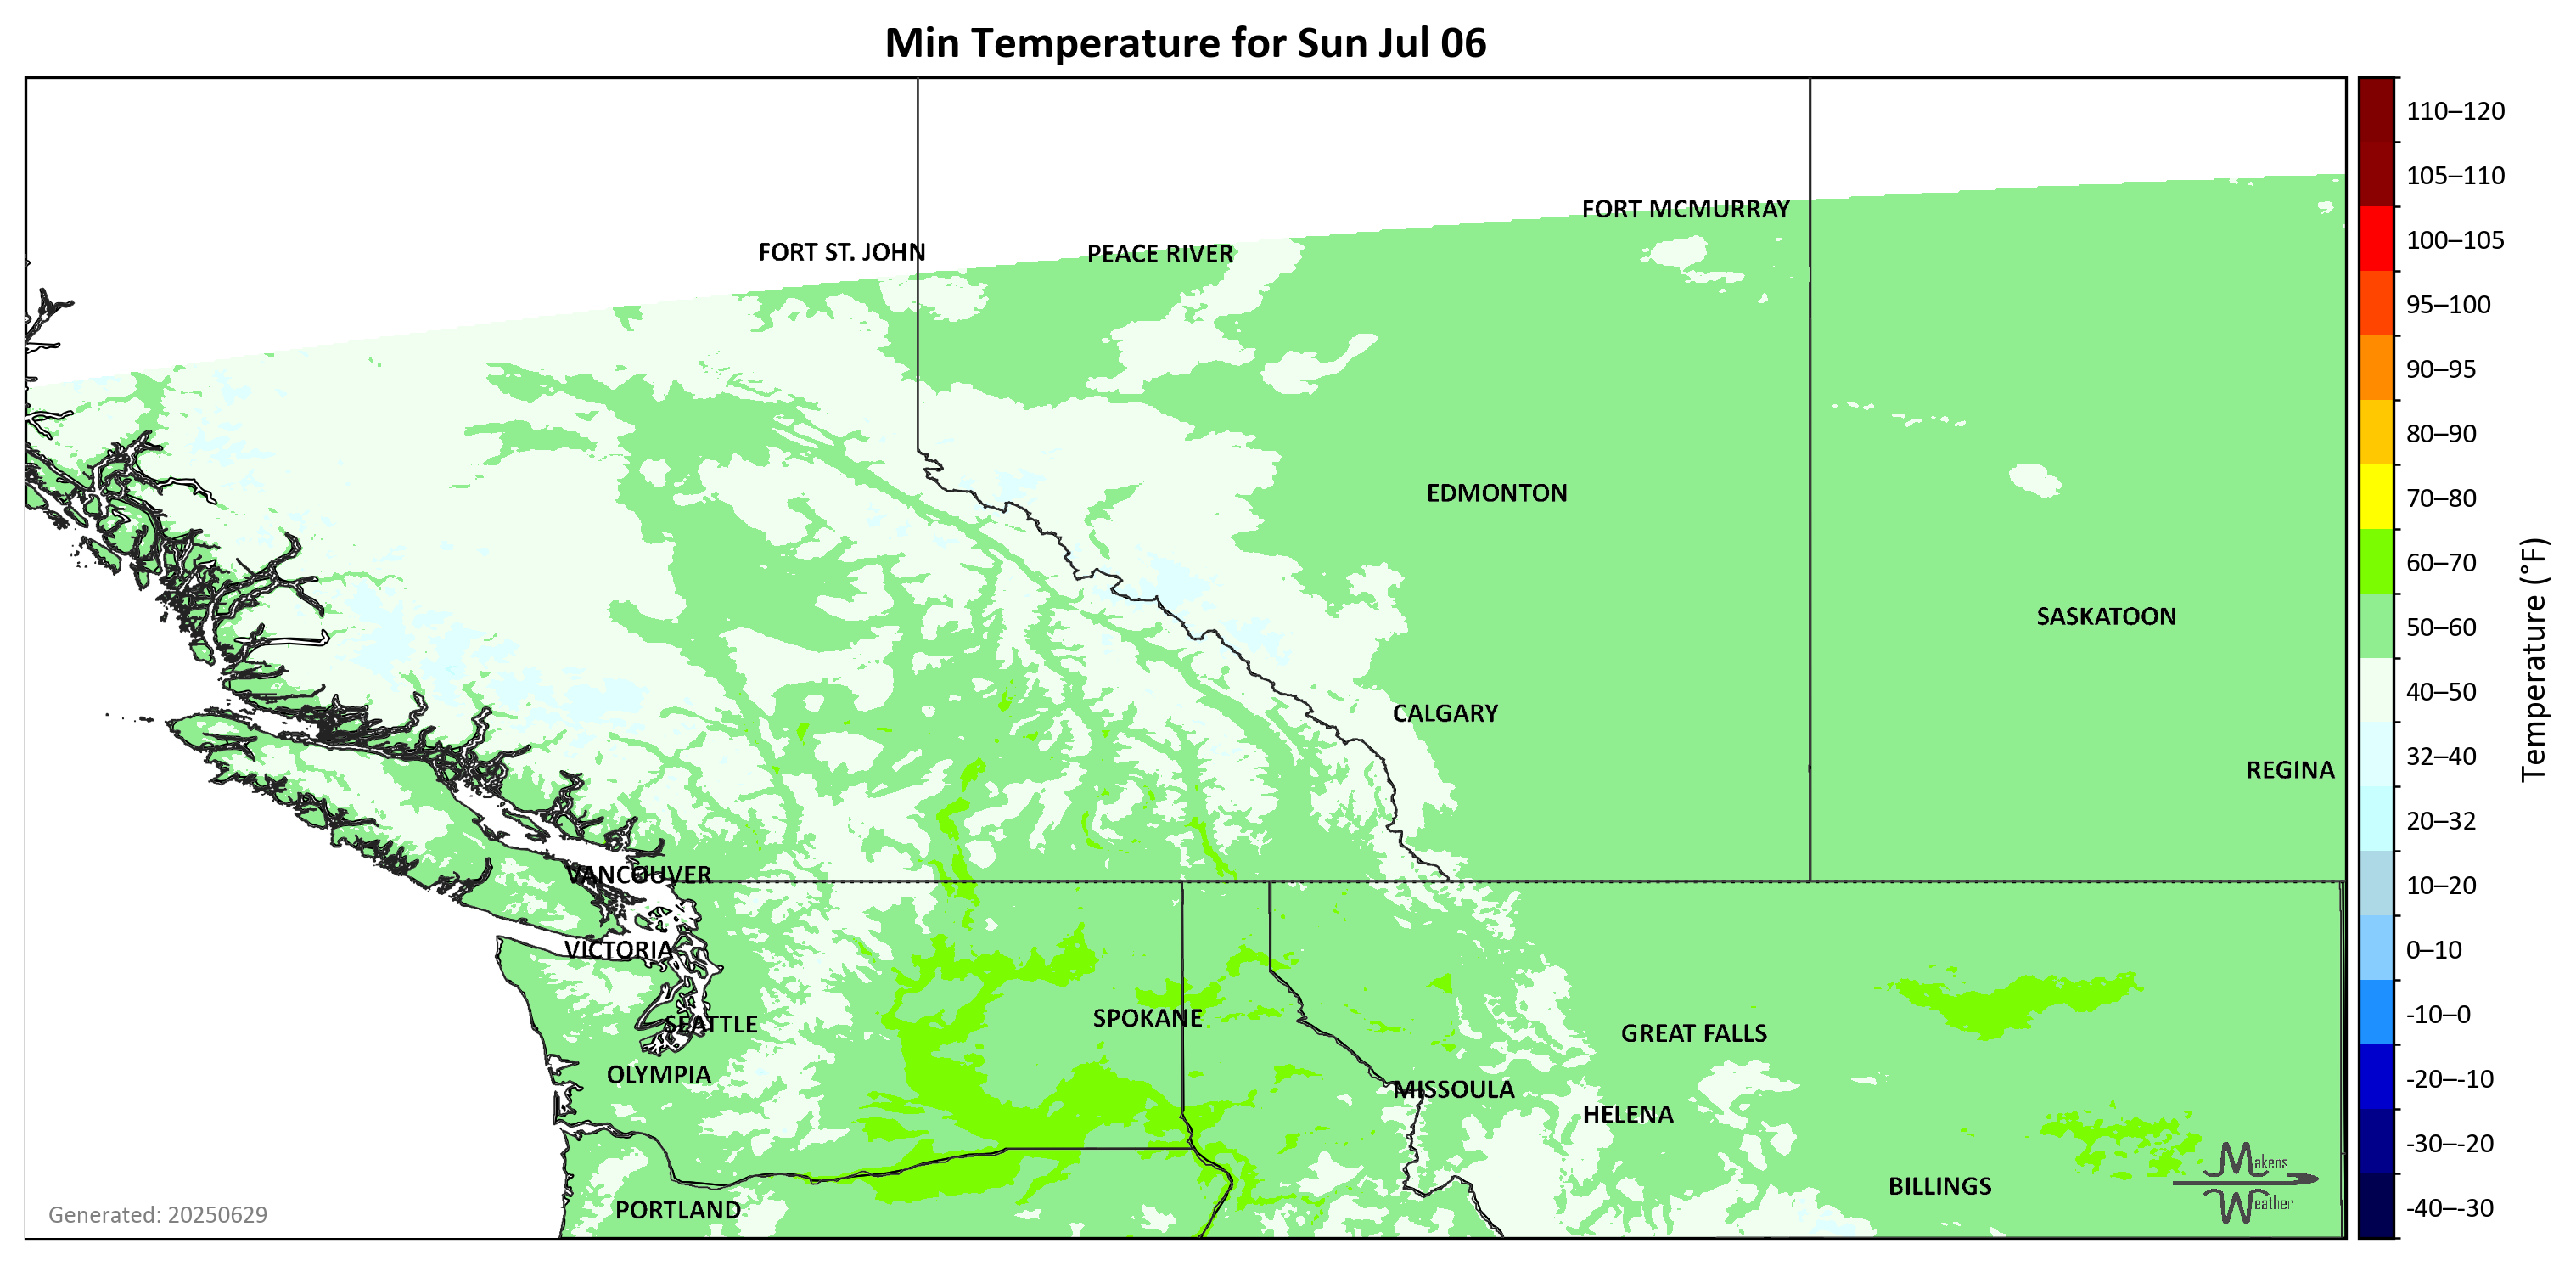 Min Temperature for Sun Jul 06
110–120
105–110
FORT MCMURRAY
100–105
FORT ST. JOHN
PEACE RIVER
95–100
90–95
80–90
EDMONTON
70–80
60–70
SASKATOON
50–60
40–50
CALGARY
REGINA
32–40
20–32
VANCOUVER
10–20
VICTORIA
0–10
SPOKANE
SEATTLE
GREAT FALLS
-10–0
OLYMPIA
MISSOULA
-20–-10
HELENA
-30–-20
Makens
Weather
BILLINGS
PORTLAND
-40–-30
Generated: 20250629
Temperature (°F)